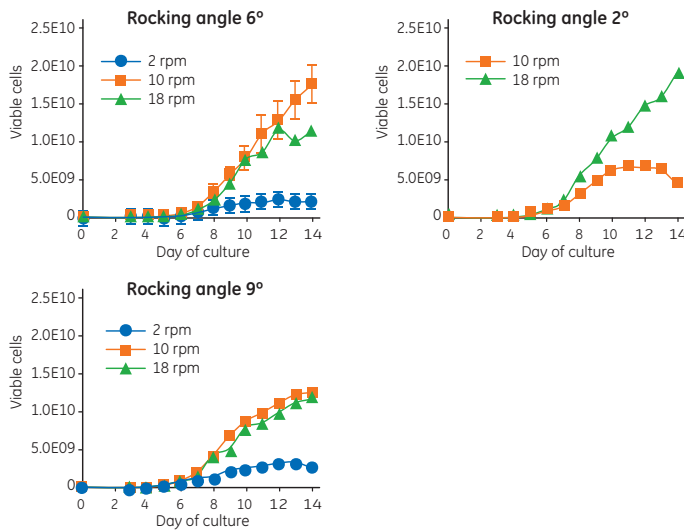 Rocking angle 6º
2.5E10
2.0E10
1.5E10
1.0E10
5.0E09
0
Viable cells
2 rpm
10 rpm
18 rpm
0 2 4 6 8 10 12 14
Day of culture
Rocking angle 2º
2.5E10
2.0E10
1.5E10
1.0E10
5.0E09
0
Viable cells
10 rpm
18 rpm
0 2 4 6 8 10 12 14
Day of culture
Rocking angle 9º
2.5E10
2.0E10
1.5E10
1.0E10
5.0E09
0
Viable cells
2 rpm
10 rpm
18 rpm
0 2 4 6 8 10 12 14
Day of culture